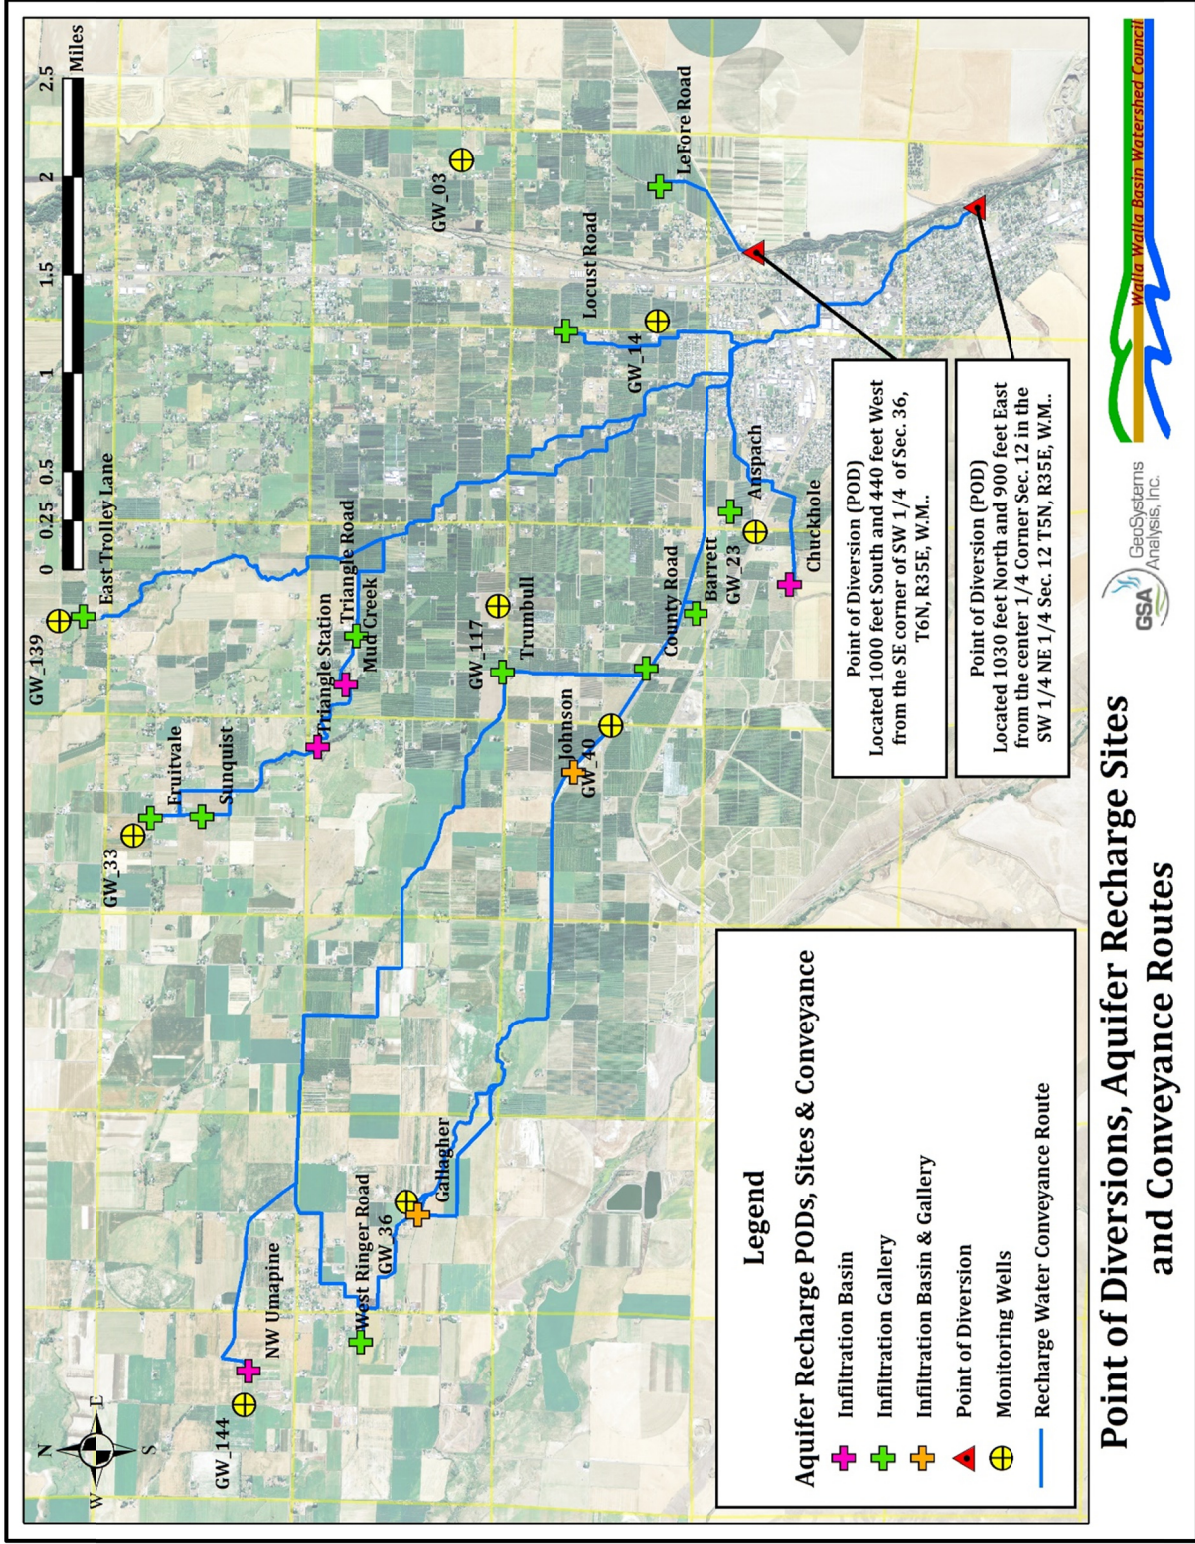 N
W
E
S
0
0.25
0.5
1
1.5
2
2.5
Miles
GW_139
East Trolley Lane
GW_33
Fruitvale
Sunquist
Triangle Station
Triangle Road
Mud Creek
GW_144
NW Umapine
West Ringer Road
GW_36
Gallagher
GW_117
Trumbull
Johnson
GW_40
County Road
Barrett
GW_23
Anspach
Chuckhole
GW_14
Locust Road
GW_03
LeFore Road
Point of Diversion (POD)
Located 1000 feet South and 440 feet West
from the SE corner of SW 1/4 of Sec. 36,
T6N, R35E, W.M..
Point of Diversion (POD)
Located 1030 feet North and 900 feet East
from the center 1/4 Corner Sec. 12 in the
SW 1/4 NE 1/4 Sec. 12 T5N, R35E, W.M..
Legend
Aquifer Recharge PODs, Sites & Conveyance
Infiltration Basin
Infiltration Gallery
Infiltration Basin & Gallery
Point of Diversion
Monitoring Wells
Recharge Water Conveyance Route
Point of Diversions, Aquifer Recharge Sites
and Conveyance Routes
GSA
GeoSystems
Analysis, Inc.
Walla Walla Basin Watershed Council